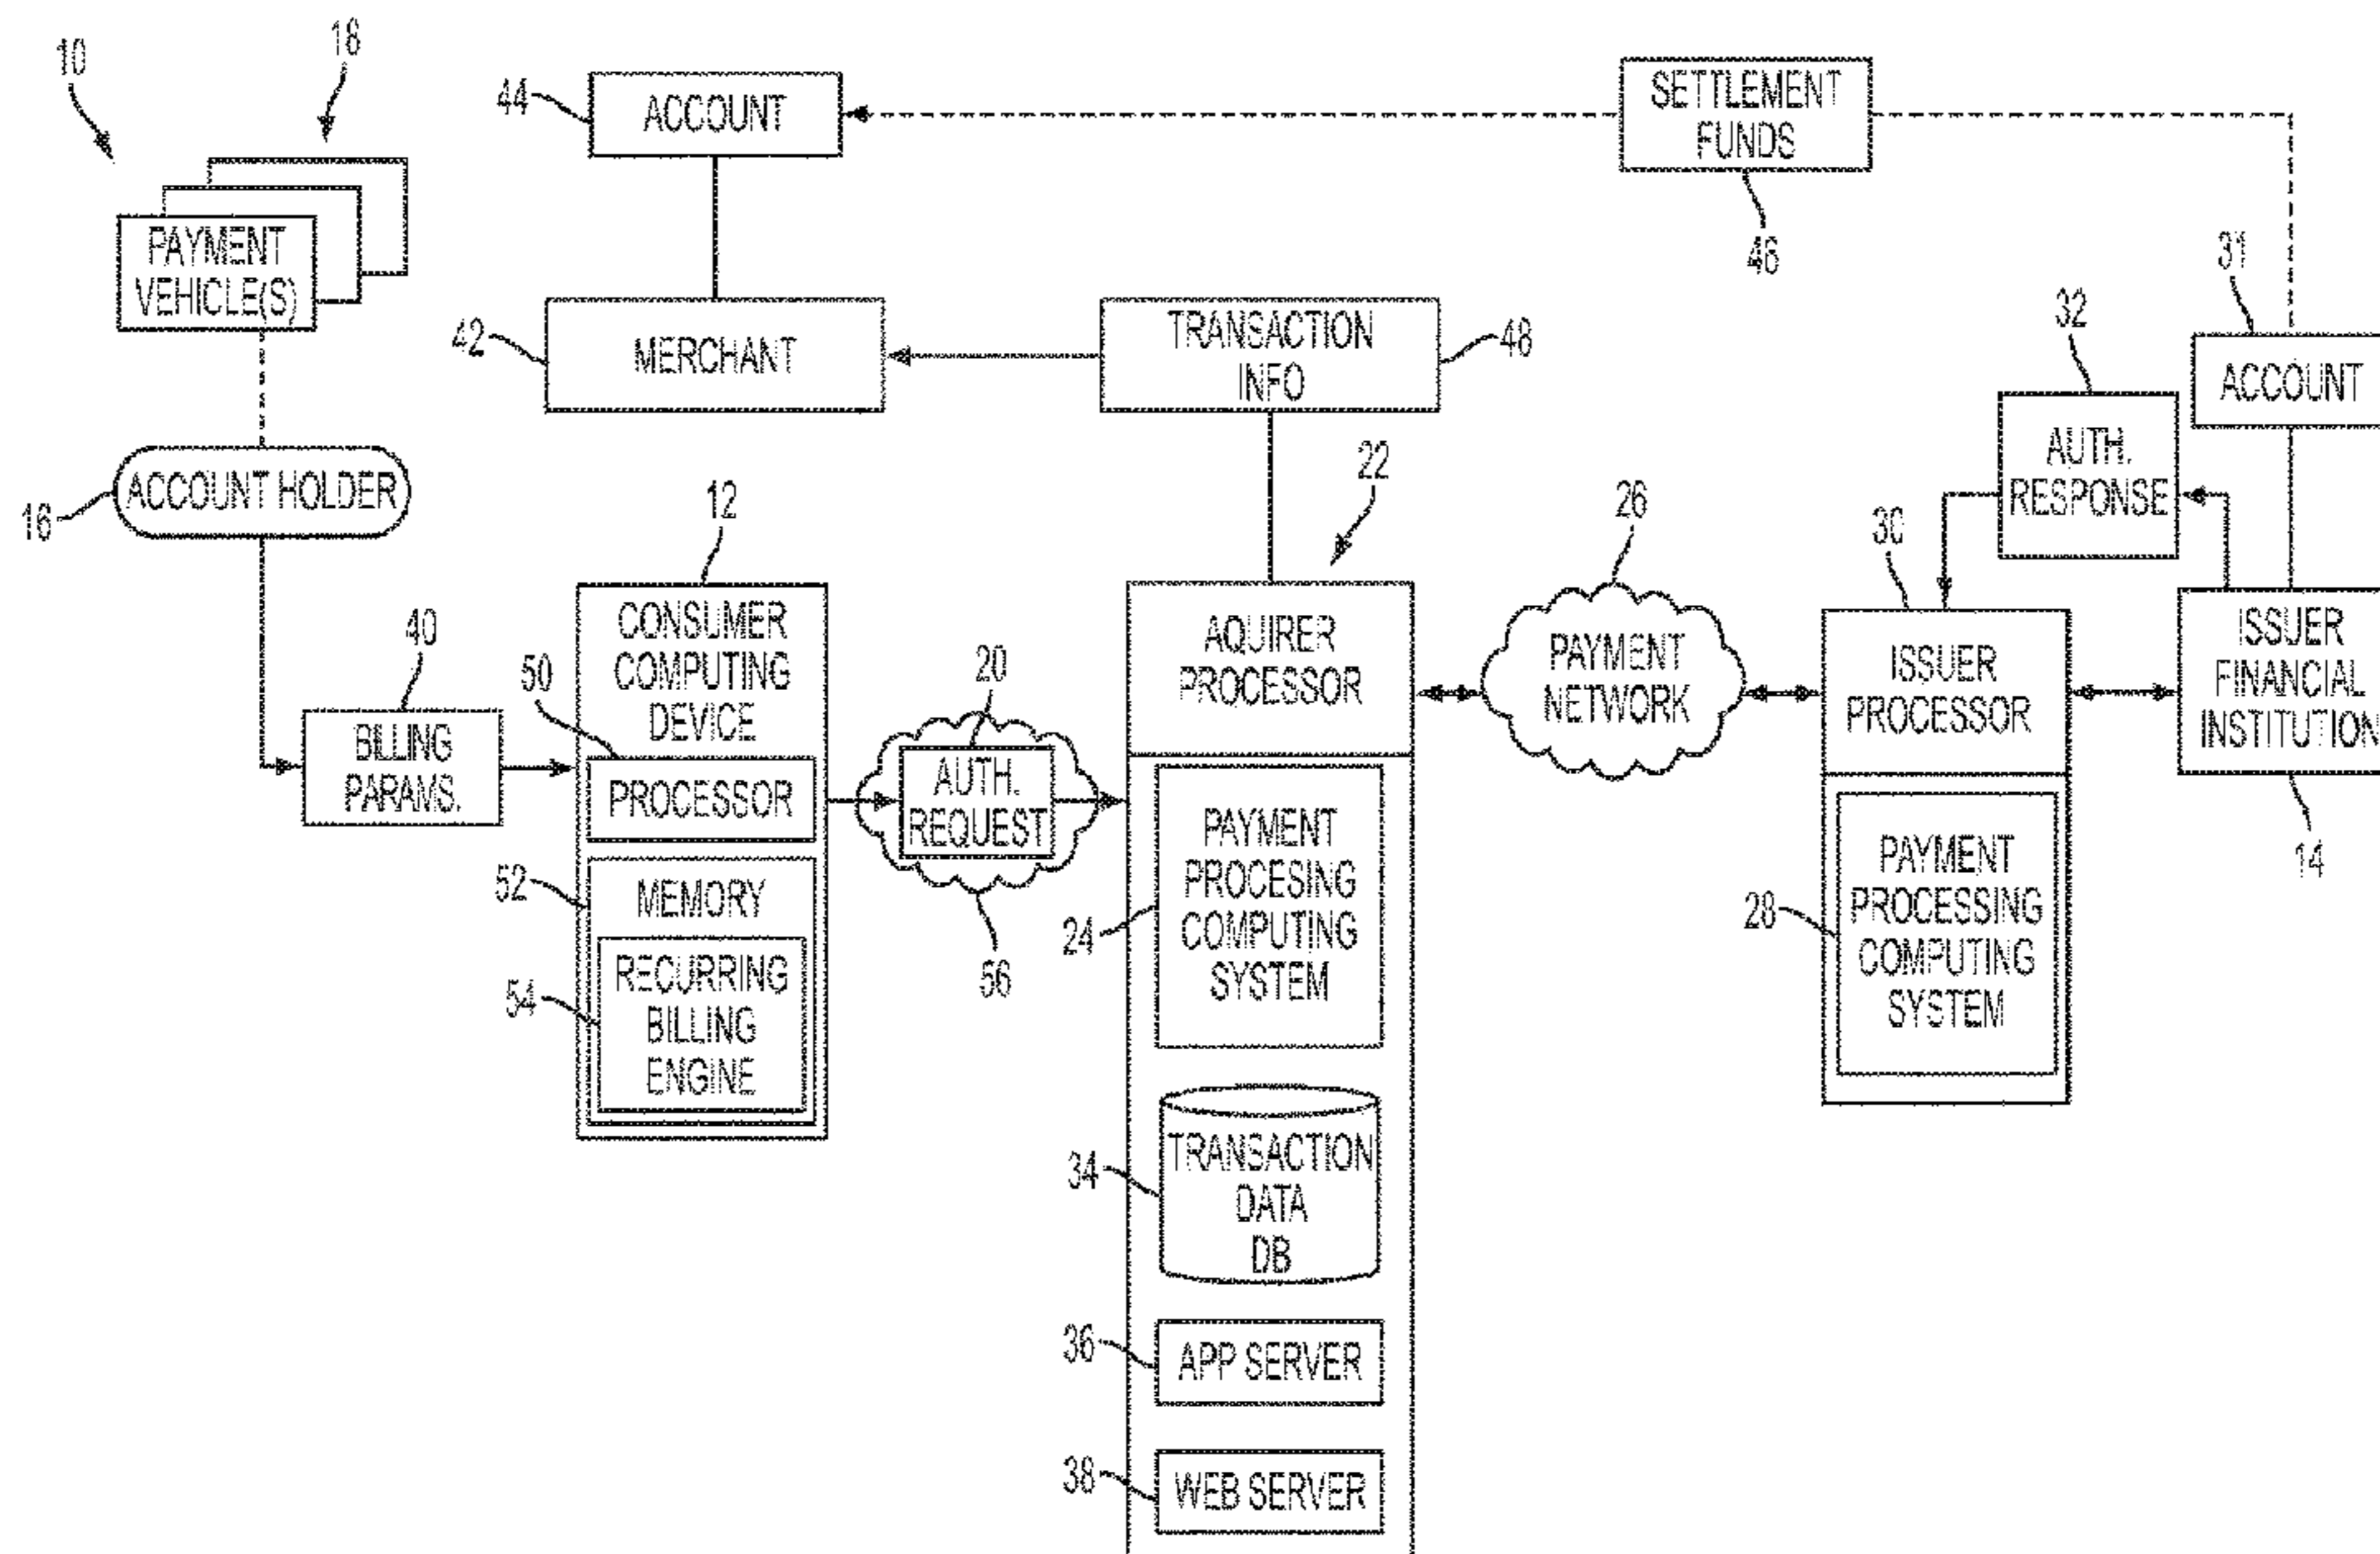 10
18
44
ACCOUNT
SETTLEMENT
FUNDS
46
PAYMENT
VEHICLE(S)
42
MERCHANT
TRANSACTION
INFO
48
31
ACCOUNT
32
AUTH.
RESPONSE
16
ACCOUNT HOLDER
12
22
26
30
40
BILLING
PARAMS.
CONSUMER
COMPUTING
DEVICE
50
PROCESSOR
52
MEMORY
54
RECURRING
BILLING
ENGINE
20
AUTH.
REQUEST
56
AQUIRER
PROCESSOR
PAYMENT
PROCESING
COMPUTING
SYSTEM
24
34
TRANSACTION
DATA
DB
36
APP SERVER
38
WEB SERVER
PAYMENT
NETWORK
ISSUER
PROCESSOR
28
PAYMENT
PROCESSING
COMPUTING
SYSTEM
ISSUER
FINANCIAL
INSTITUTION
14